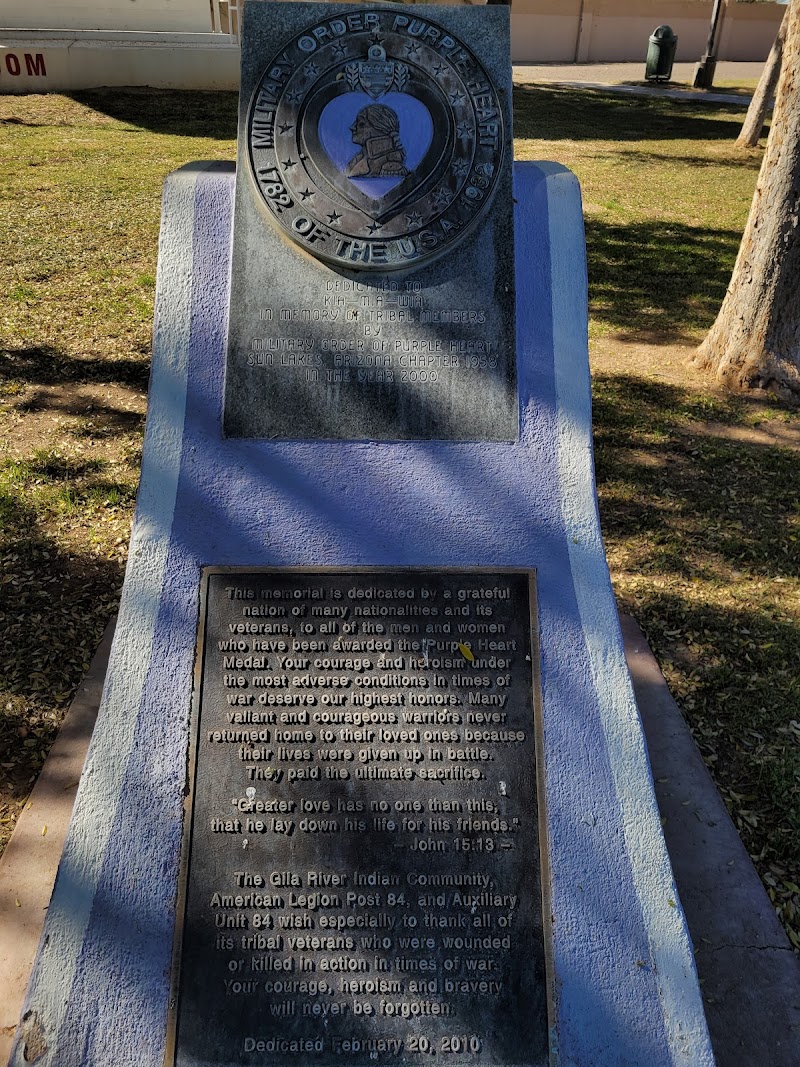 OM
MILITARY ORDER PURPLE HEART
1782 OF THE U.S.A. 1932
DEDICATED TO
KIA—MIA—WIA
IN MEMORY OF TRIBAL MEMBERS
BY
MILITARY ORDER OF PURPLE HEART
SUN LAKES, ARIZONA CHAPTER 1958
IN THE YEAR 2000
This memorial is dedicated by a grateful
nation of many nationalities and its
veterans, to all of the men and women
who have been awarded the Purple Heart
Medal. Your courage and heroism under
the most adverse conditions in times of
war deserve our highest honors. Many
valiant and courageous warriors never
returned home to their loved ones because
their lives were given up in battle.
They paid the ultimate sacrifice.
"Greater love has no one than this,
that he lay down his life for his friends."
– John 15:13 –
The Gila River Indian Community,
American Legion Post 84, and Auxiliary
Unit 84 wish especially to thank all of
its tribal veterans who were wounded
or killed in action in times of war.
Your courage, heroism and bravery
will never be forgotten.
Dedicated February 20, 2010